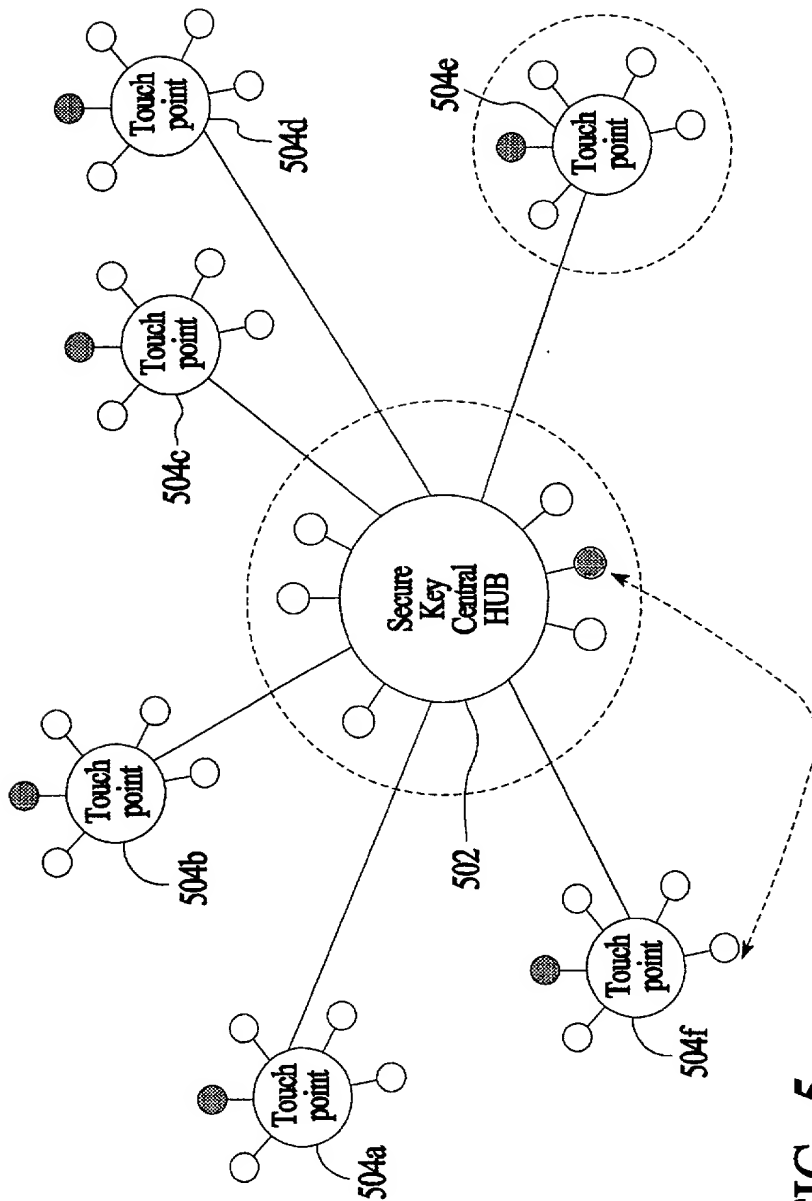 Touch
point
504a
Touch
point
504b
Touch
point
504c
Touch
point
504d
Secure
Key
Central
HUB
502
Touch
point
504e
Touch
point
504f
FIG. 5